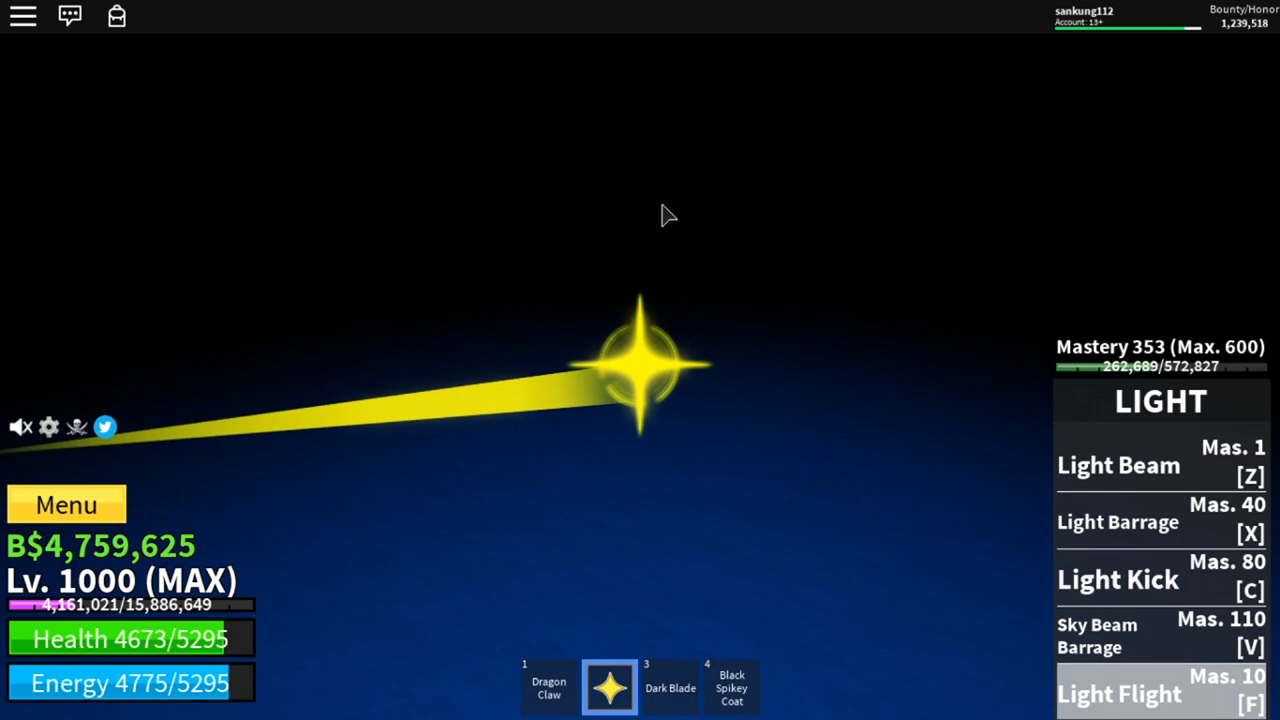 sankung112
Account: 13+
Bounty/Honor
1,239,518
Mastery 353 (Max. 600)
262,689/572,827
LIGHT
Light Beam
Mas. 1
[Z]
Light Barrage
Mas. 40
[X]
Light Kick
Mas. 80
[C]
Sky Beam
Barrage
Mas. 110
[V]
Light Flight
Mas. 10
[F]
Menu
B$4,759,625
Lv. 1000 (MAX)
4,161,021/15,886,649
Health 4673/5295
Energy 4775/5295
1
Dragon
Claw
3
Dark Blade
4
Black
Spikey
Coat